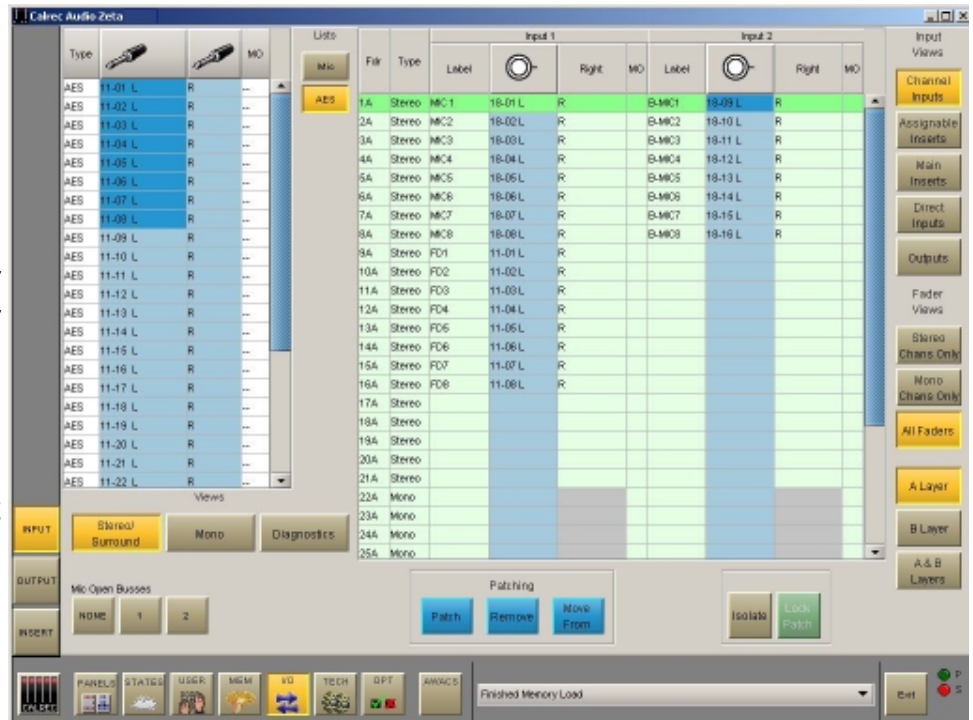 Calrec Audio Zeta
Type MO
AES 11-01 L R
AES 11-02 L R
AES 11-03 L R ...
AES 11-04 L R ...
AES 11-05 L R ...
AES 11-06 L R ...
AES 11-07 L R ...
AES 11-08 L R ...
AES 11-09 L R ...
AES 11-10 L R ...
AES 11-11 L R ...
AES 11-12 L R ...
AES 11-13 L R ...
AES 11-14 L R ...
AES 11-15 L R ...
AES 11-16 L R ...
AES 11-17 L R ...
AES 11-18 L R ...
AES 11-19 L R ...
AES 11-20 L R ...
AES 11-21 L R ...
AES 11-22 L R ...
Views
Stereo/
Surround
Mono
Diagnostics
Mic Open Busses
NONE 1 2
Lists
Mic
AES
Input 1 Input 2
Fdr Type Label Right MO Label Right MO
1A Stereo MIC1 18-01 L R B-MIC1 18-09 L R
2A Stereo MIC2 18-02 L R B-MIC2 18-10 L R
3A Stereo MIC3 18-03 L R B-MIC3 18-11 L R
4A Stereo MIC4 18-04 L R B-MIC4 18-12 L R
5A Stereo MIC5 18-05 L R B-MIC5 18-13 L R
6A Stereo MIC6 18-06 L R B-MIC6 18-14 L R
7A Stereo MIC7 18-07 L R B-MIC7 18-15 L R
8A Stereo MIC8 18-08 L R B-MIC8 18-16 L R
9A Stereo FD1 11-01 L R
10A Stereo FD2 11-02 L R
11A Stereo FD3 11-03 L R
12A Stereo FD4 11-04 L R
13A Stereo FD5 11-05 L R
14A Stereo FD6 11-06 L R
15A Stereo FD7 11-07 L R
16A Stereo FD8 11-08 L R
17A Stereo
18A Stereo
19A Stereo
20A Stereo
21A Stereo
22A Mono
23A Mono
24A Mono
25A Mono
Patching
Patch
Remove
Move
From
Isolate
Lock
Patch
Input
Views
Channel
Inputs
Assignable
Inserts
Main
Inserts
Direct
Inputs
Outputs
Fader
Views
Stereo
Chans Only
Mono
Chans Only
All Faders
A Layer
B Layer
A & B
Layers
INPUT
OUTPUT
INSERT
CALREC
PANELS STATES USER MEM I/O TECH OPT AWACS
Finished Memory Load
Exit
P
S